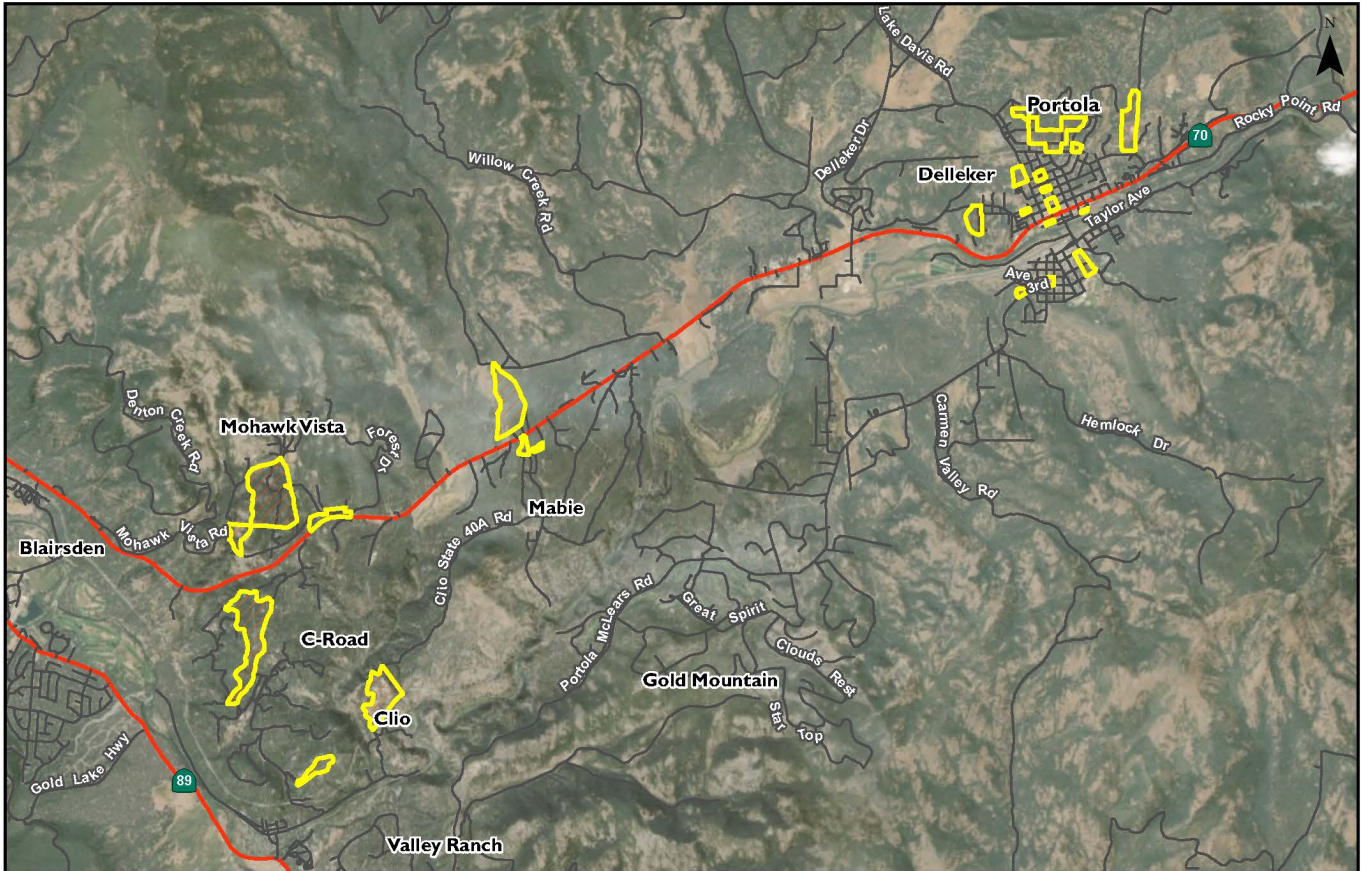 N
Lake Davis Rd
Portola
70
Rocky Point Rd
Delleker Dr
Willow Creek Rd
Delleker
Taylor Ave
Ave
3rd
Denton Creek Rd
Mohawk Vista
Forest Dr
Carmen Valley Rd
Hemlock Dr
Mohawk Vista Rd
Mabie
Blairsden
Clio State 40A Rd
Portola McLears Rd
Great Spirit
C-Road
Clouds Rest
Gold Mountain
Clio
Star Top
Gold Lake Hwy
89
Valley Ranch